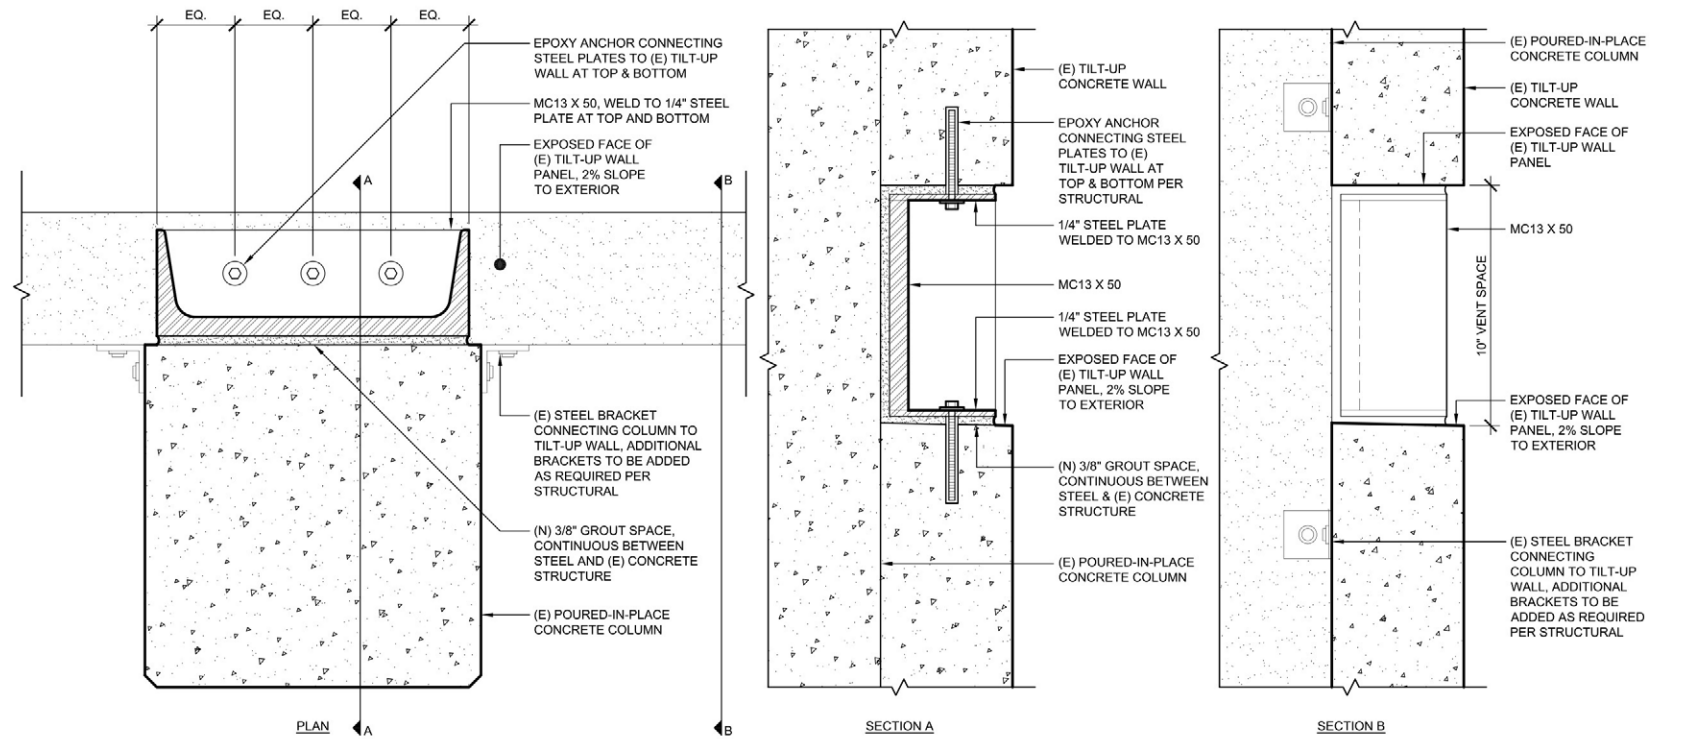 EQ.
EQ.
EQ.
EQ.
EPOXY ANCHOR CONNECTING
STEEL PLATES TO (E) TILT-UP
WALL AT TOP & BOTTOM
MC13 X 50, WELD TO 1/4" STEEL
PLATE AT TOP AND BOTTOM
EXPOSED FACE OF
(E) TILT-UP WALL
PANEL, 2% SLOPE
TO EXTERIOR
A
B
(E) STEEL BRACKET
CONNECTING COLUMN TO
TILT-UP WALL, ADDITIONAL
BRACKETS TO BE ADDED
AS REQUIRED PER
STRUCTURAL
(N) 3/8" GROUT SPACE,
CONTINUOUS BETWEEN
STEEL AND (E) CONCRETE
STRUCTURE
(E) POURED-IN-PLACE
CONCRETE COLUMN
PLAN
A
B
(E) TILT-UP
CONCRETE WALL
EPOXY ANCHOR
CONNECTING STEEL
PLATES TO (E)
TILT-UP WALL AT
TOP & BOTTOM PER
STRUCTURAL
1/4" STEEL PLATE
WELDED TO MC13 X 50
MC13 X 50
1/4" STEEL PLATE
WELDED TO MC13 X 50
EXPOSED FACE OF
(E) TILT-UP WALL
PANEL, 2% SLOPE
TO EXTERIOR
(N) 3/8" GROUT SPACE,
CONTINUOUS BETWEEN
STEEL & (E) CONCRETE
STRUCTURE
(E) POURED-IN-PLACE
CONCRETE COLUMN
SECTION A
(E) POURED-IN-PLACE
CONCRETE COLUMN
(E) TILT-UP
CONCRETE WALL
EXPOSED FACE OF
(E) TILT-UP WALL
PANEL
MC13 X 50
10" VENT SPACE
EXPOSED FACE OF
(E) TILT-UP WALL
PANEL, 2% SLOPE
TO EXTERIOR
(E) STEEL BRACKET
CONNECTING
COLUMN TO TILT-UP
WALL, ADDITIONAL
BRACKETS TO BE
ADDED AS REQUIRED
PER STRUCTURAL
SECTION B